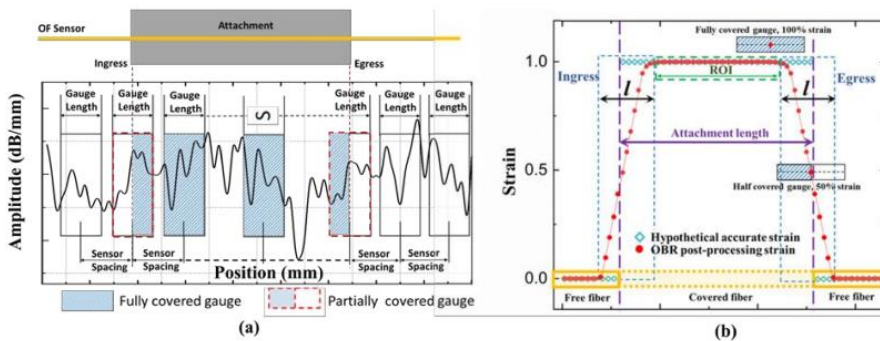 OF Sensor
Attachment
Ingress
Egress
Gauge Length
Gauge Length
Gauge Length
S
Gauge Length
Gauge Length
Gauge Length
Amplitude (dB/mm)
Sensor Spacing
Sensor Spacing
Sensor Spacing
Sensor Spacing
Position (mm)
Fully covered gauge
Partially covered gauge
(a)
Fully covered gauge, 100% strain
1.0
Ingress
ROI
Egress
l
l
Attachment length
Strain
0.5
Half covered gauge, 50% strain
Hypothetical accurate strain
OBR post-processing strain
0.0
Free fiber
Covered fiber
Free fiber
(b)